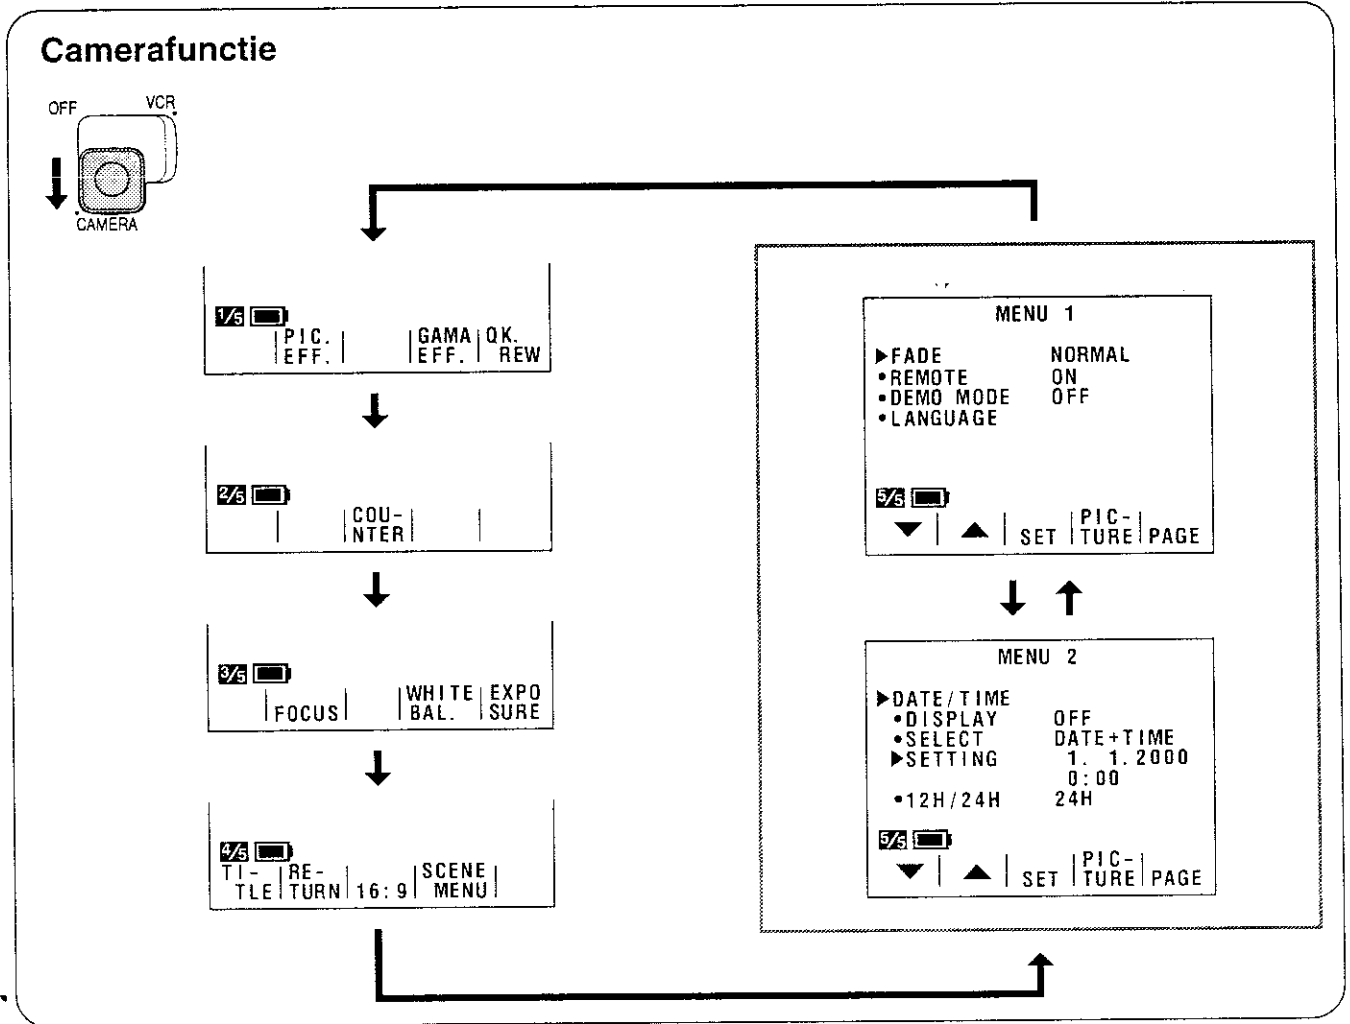 Camerafunctie
OFF
VCR
CAMERA
1/5
PIC.
EFF.
GAMA
EFF.
QK.
REW
2/5
COU-
NTER
3/5
FOCUS
WHITE
BAL.
EXPO
SURE
4/5
TI-
TLE
RE-
TURN
16:9
SCENE
MENU
MENU 1
▶FADE NORMAL
•REMOTE ON
•DEMO MODE OFF
•LANGUAGE
5/5
SET
PIC-
TURE
PAGE
MENU 2
▶DATE/TIME
•DISPLAY OFF
•SELECT DATE+TIME
▶SETTING 1. 1.2000
0:00
•12H/24H 24H
5/5
SET
PIC-
TURE
PAGE